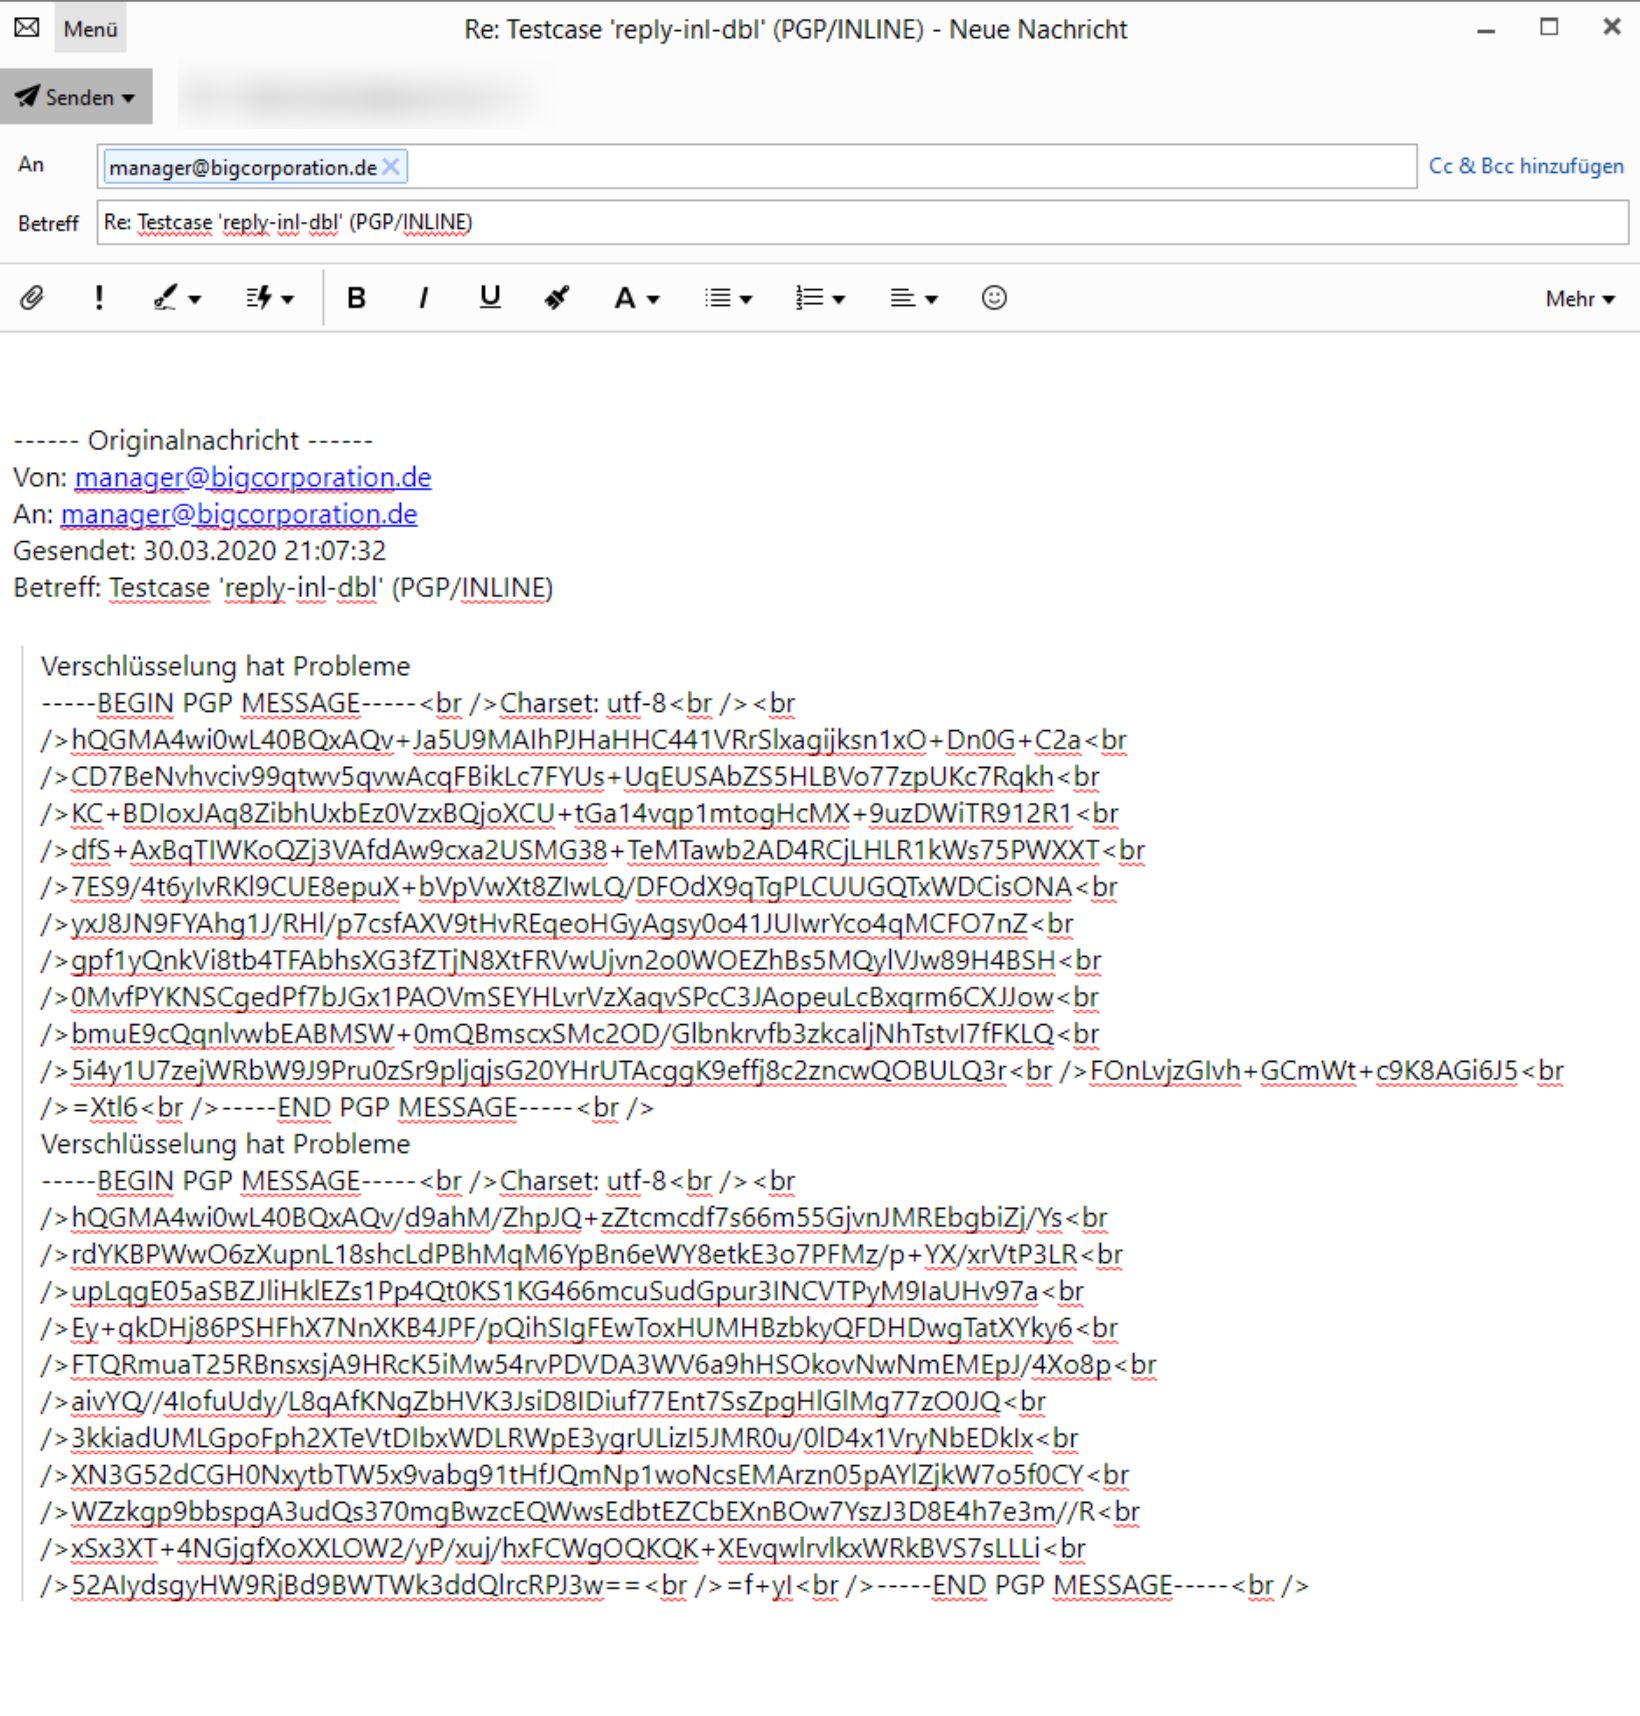 Menü
Re: Testcase 'reply-inl-dbl' (PGP/INLINE) - Neue Nachricht
Senden
An
manager@bigcorporation.de
Cc & Bcc hinzufügen
Betreff
Re: Testcase 'reply-inl-dbl' (PGP/INLINE)
! B I U A Mehr
------ Originalnachricht ------
Von: manager@bigcorporation.de
An: manager@bigcorporation.de
Gesendet: 30.03.2020 21:07:32
Betreff: Testcase 'reply-inl-dbl' (PGP/INLINE)
Verschlüsselung hat Probleme
-----BEGIN PGP MESSAGE-----<br />Charset: utf-8<br /><br
/>hQGMA4wi0wL40BQxAQv+Ja5U9MAIhPJHaHHC441VRrSlxagijksn1xO+Dn0G+C2a<br
/>CD7BeNvhvciv99qtwv5qvwAcqFBikLc7FYUs+UqEUSAbZS5HLBVo77zpUKc7Rqkh<br
/>KC+BDIoxJAq8ZibhUxbEz0VzxBQjoXCU+tGa14vqp1mtogHcMX+9uzDWiTR912R1<br
/>dfS+AxBqTIWKoQZj3VAfdAw9cxa2USMG38+TeMTawb2AD4RCjLHLR1kWs75PWXXT<br
/>7ES9/4t6yIvRKl9CUE8epuX+bVpVwXt8ZIwLQ/DFOdX9qTgPLCUUGQTxWDCisONA<br
/>yxJ8JN9FYAhg1J/RHl/p7csfAXV9tHvREqeoHGyAgsy0o41JUIwrYco4qMCFO7nZ<br
/>gpf1yQnkVi8tb4TFAbhsXG3fZTjN8XtFRVwUjvn2o0WOEZhBs5MQylVJw89H4BSH<br
/>0MvfPYKNSCgedPf7bJGx1PAOVmSEYHLvrVzXaqvSPcC3JAopeuLcBxqrm6CXJJow<br
/>bmuE9cQqnlvwbEABMSW+0mQBmscxSMc2OD/Glbnkrvfb3zkcaljNhTstvI7fFKLQ<br
/>5i4y1U7zejWRbW9J9Pru0zSr9pljqjsG20YHrUTAcggK9effj8c2zncwQOBULQ3r<br />FOnLvjzGIvh+GCmWt+c9K8AGi6J5<br
/>=Xtl6<br />-----END PGP MESSAGE-----<br />
Verschlüsselung hat Probleme
-----BEGIN PGP MESSAGE-----<br />Charset: utf-8<br /><br
/>hQGMA4wi0wL40BQxAQv/d9ahM/ZhpJQ+zZtcmcdf7s66m55GjvnJMREbgbiZj/Ys<br
/>rdYKBPWwO6zXupnL18shcLdPBhMqM6YpBn6eWY8etkE3o7PFMz/p+YX/xrVtP3LR<br
/>upLqgE05aSBZJliHklEZs1Pp4Qt0KS1KG466mcuSudGpur3INCVTPyM9IaUHv97a<br
/>Ey+qkDHj86PSHFhX7NnXKB4JPF/pQihSIgFEwToxHUMHBzbkyQFDHDwgTatXYky6<br
/>FTQRmuaT25RBnsxsjA9HRcK5iMw54rvPDVDA3WV6a9hHSOkovNwNmEMEpJ/4Xo8p<br
/>aivYQ//4IofuUdy/L8qAfKNgZbHVK3JsiD8IDiuf77Ent7SsZpgHlGlMg77zO0JQ<br
/>3kkiadUMLGpoFph2XTeVtDIbxWDLRWpE3ygrULizI5JMR0u/0lD4x1VryNbEDkIx<br
/>XN3G52dCGH0NxytbTW5x9vabg91tHfJQmNp1woNcsEMArzn05pAYlZjkW7o5f0CY<br
/>WZzkgp9bbspgA3udQs370mgBwzcEQWwsEdbtEZCbEXnBOw7YszJ3D8E4h7e3m//R<br
/>xSx3XT+4NGjgfXoXXLOW2/yP/xuj/hxFCWgOQKQK+XEvqwlrvlkxWRkBVS7sLLLi<br
/>52AIydsgyHW9RjBd9BWTWk3ddQlrcRPJ3w==<br />=f+yI<br />-----END PGP MESSAGE-----<br />